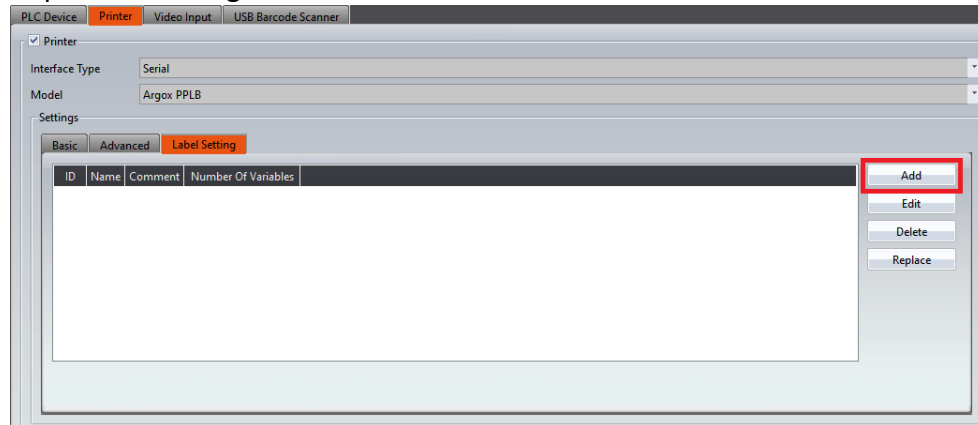 PLC Device Printer Video Input USB Barcode Scanner
Printer
Interface Type Serial
Model Argox PPLB
Settings
Basic Advanced Label Setting
ID Name Comment Number Of Variables
Add
Edit
Delete
Replace